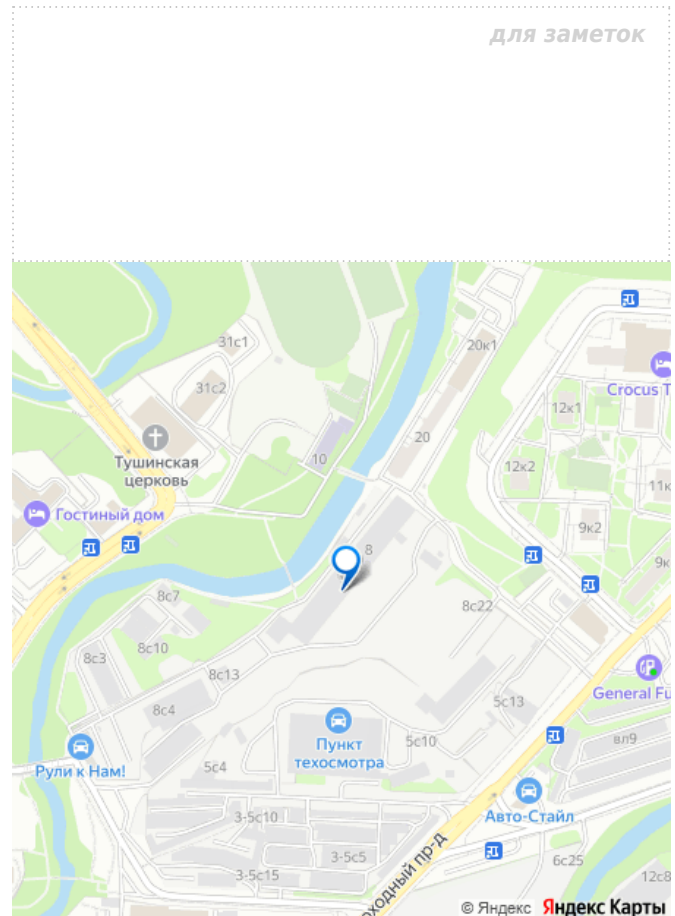 для заметок
31с1
20к1
31с2
Crocus T
12к1
Тушинская
церковь
20
10
12к2
11к
Гостиный дом
9к2
8
9к
8с7
8с22
8с10
8с3
8с13
General Fu
8с4
5с13
Пункт
техосмотра
5с10
вл9
Рули к Нам!
5с4
Авто-Стайл
3-5с10
3-5с5
6с25
3-5с15
12с8
оходный пр-д
© Яндекс Яндекс Карты